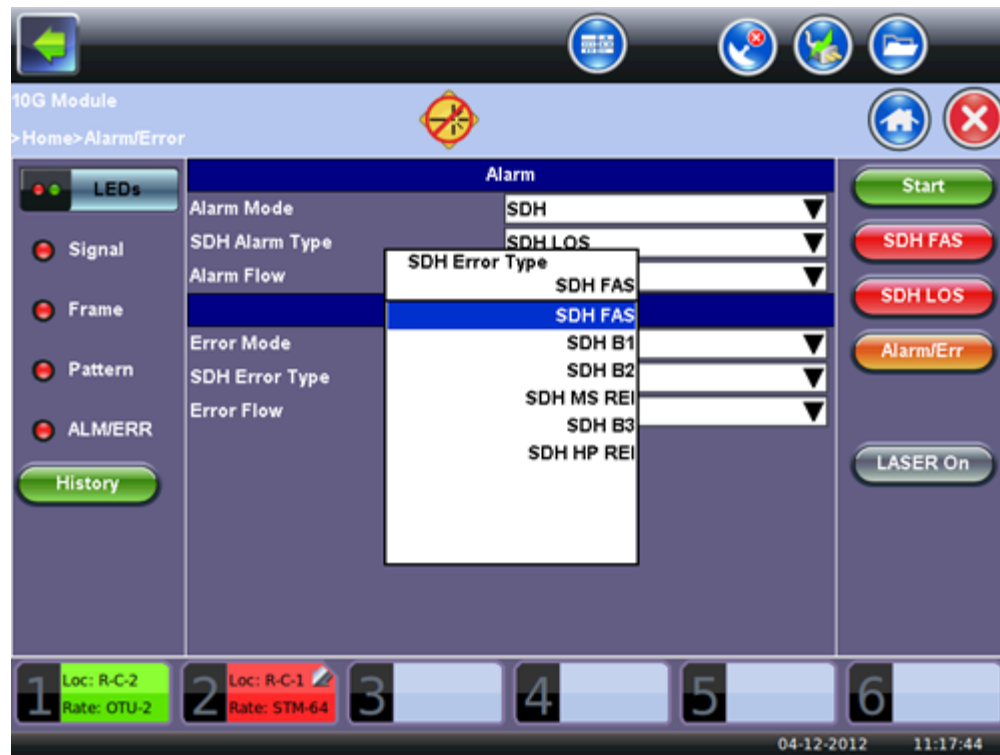 10G Module
>Home>Alarm/Error
LEDs
Signal
Frame
Pattern
ALM/ERR
History
Alarm
Alarm Mode SDH
SDH Alarm Type SDH LOS
Alarm Flow
Error Mode
SDH Error Type
Error Flow
SDH Error Type
SDH FAS
SDH FAS
SDH B1
SDH B2
SDH MS REI
SDH B3
SDH HP REI
Start
SDH FAS
SDH LOS
Alarm/Err
LASER On
1 Loc: R-C-2
Rate: OTU-2
2 Loc: R-C-1
Rate: STM-64
3
4
5
6
04-12-2012 11:17:44